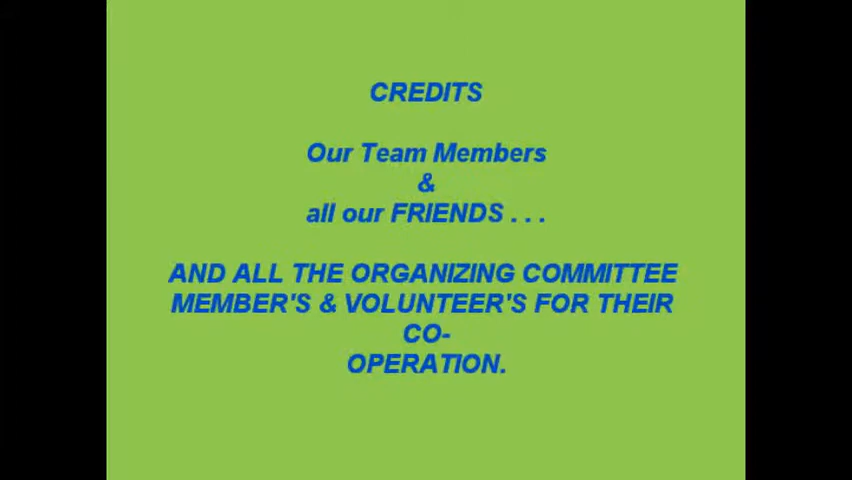 CREDITS
Our Team Members
&
all our FRIENDS . . .
AND ALL THE ORGANIZING COMMITTEE
MEMBER'S & VOLUNTEER'S FOR THEIR
CO-
OPERATION.